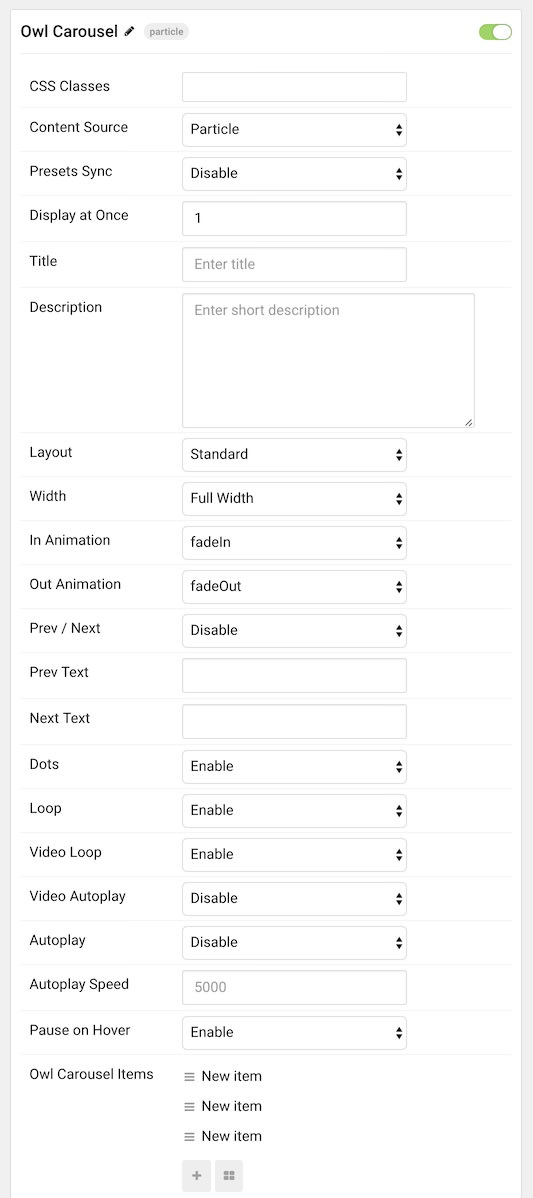 Owl Carousel particle
CSS Classes
Content Source Particle
Presets Sync Disable
Display at Once 1
Title Enter title
Description Enter short description
Layout Standard
Width Full Width
In Animation fadeIn
Out Animation fadeOut
Prev / Next Disable
Prev Text
Next Text
Dots Enable
Loop Enable
Video Loop Enable
Video Autoplay Disable
Autoplay Disable
Autoplay Speed 5000
Pause on Hover Enable
Owl Carousel Items New item
New item
New item